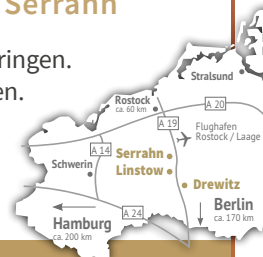 Serrahn
ringen.
en.
Stralsund
Rostock
ca. 60 km
A 20
A 19
Flughafen
Rostock / Laage
A 14
Schwerin
Serrahn
Linstow
Drewitz
A 24
Hamburg
ca. 200 km
Berlin
ca. 170 km